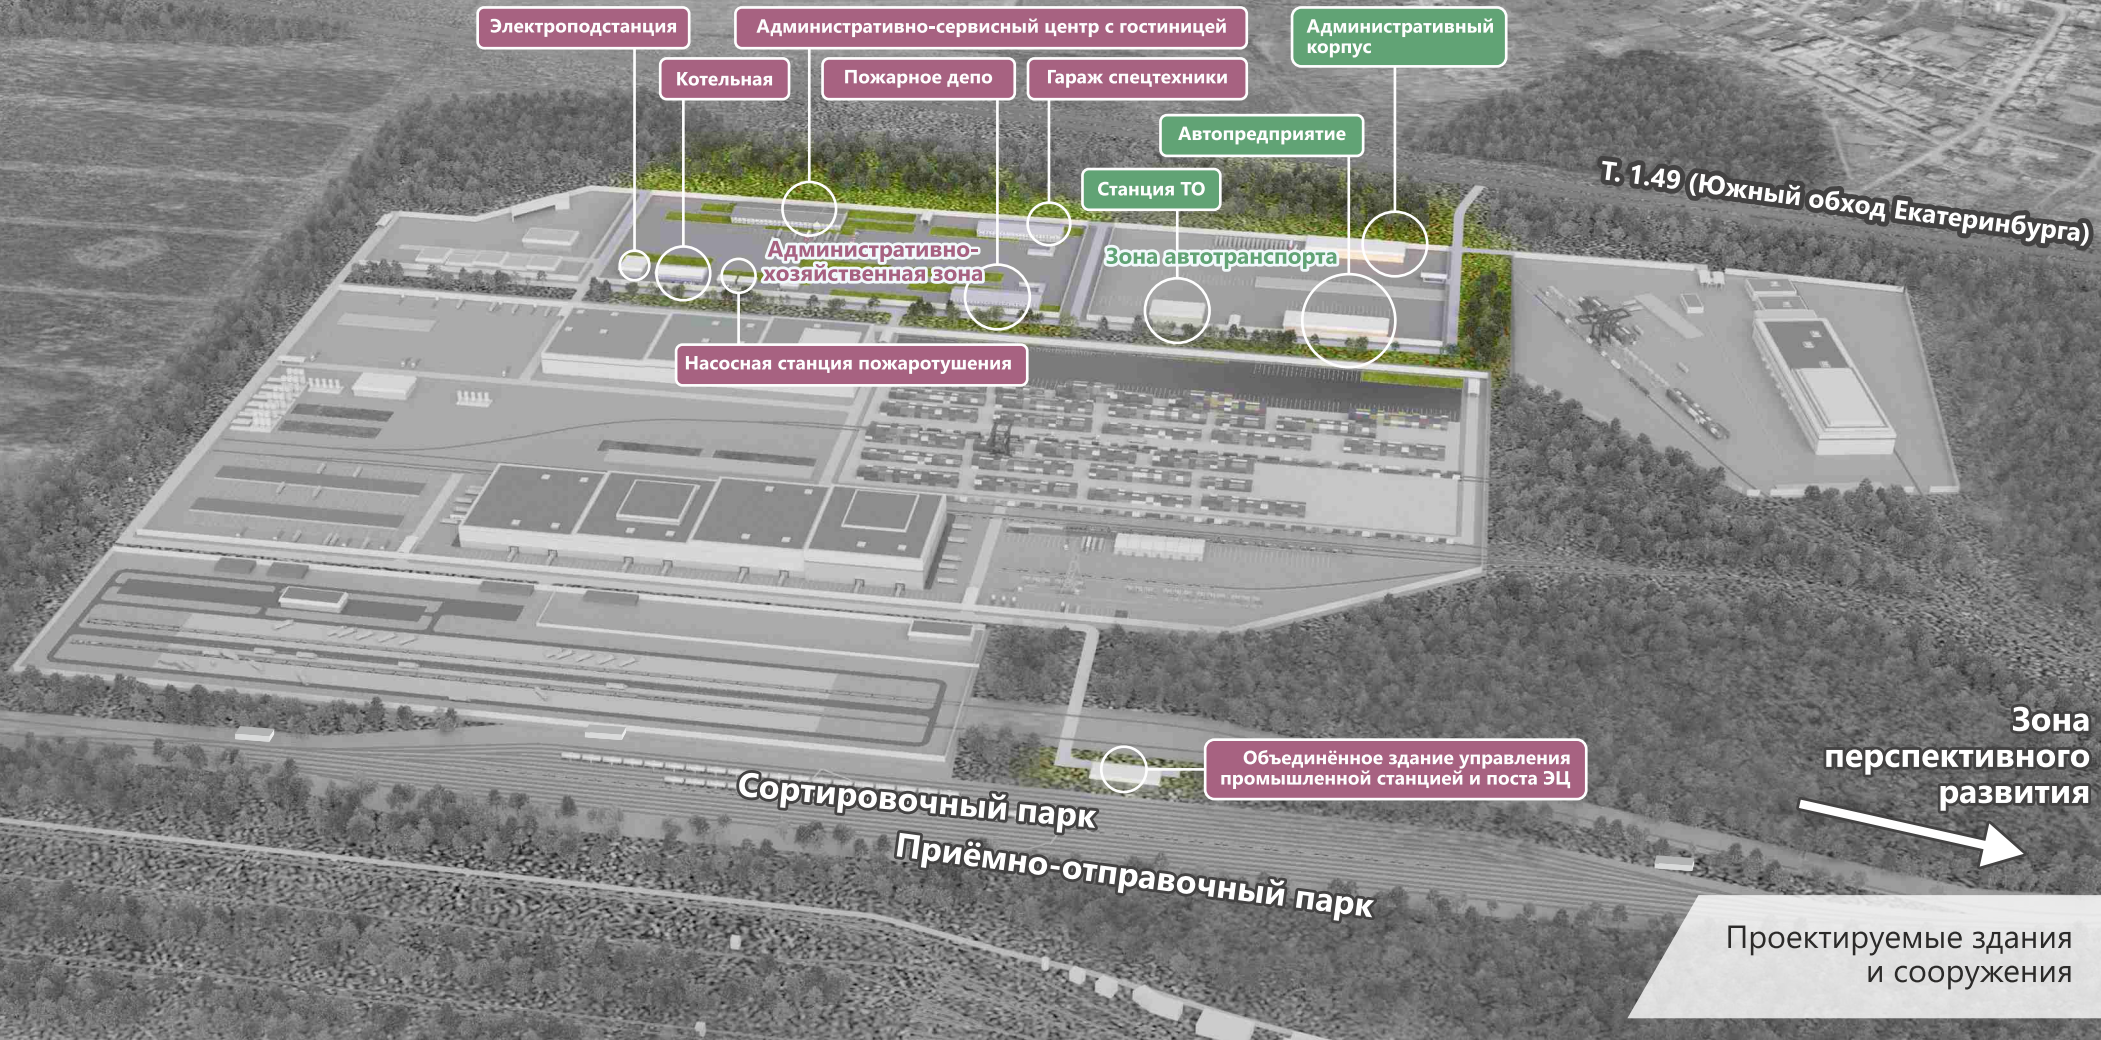 Электроподстанция
Административно-сервисный центр с гостиницей
Административный
корпус
Котельная
Пожарное депо
Гараж спецтехники
Автопредприятие
Станция ТО
Т. 1.49 (Южный обход Екатеринбурга)
Административно-
хозяйственная зона
Зона автотранспорта
Насосная станция пожаротушения
Зона
перспективного
развития
Объединённое здание управления
промышленной станцией и поста ЭЦ
Сортировочный парк
Приёмно-отправочный парк
Проектируемые здания
и сооружения